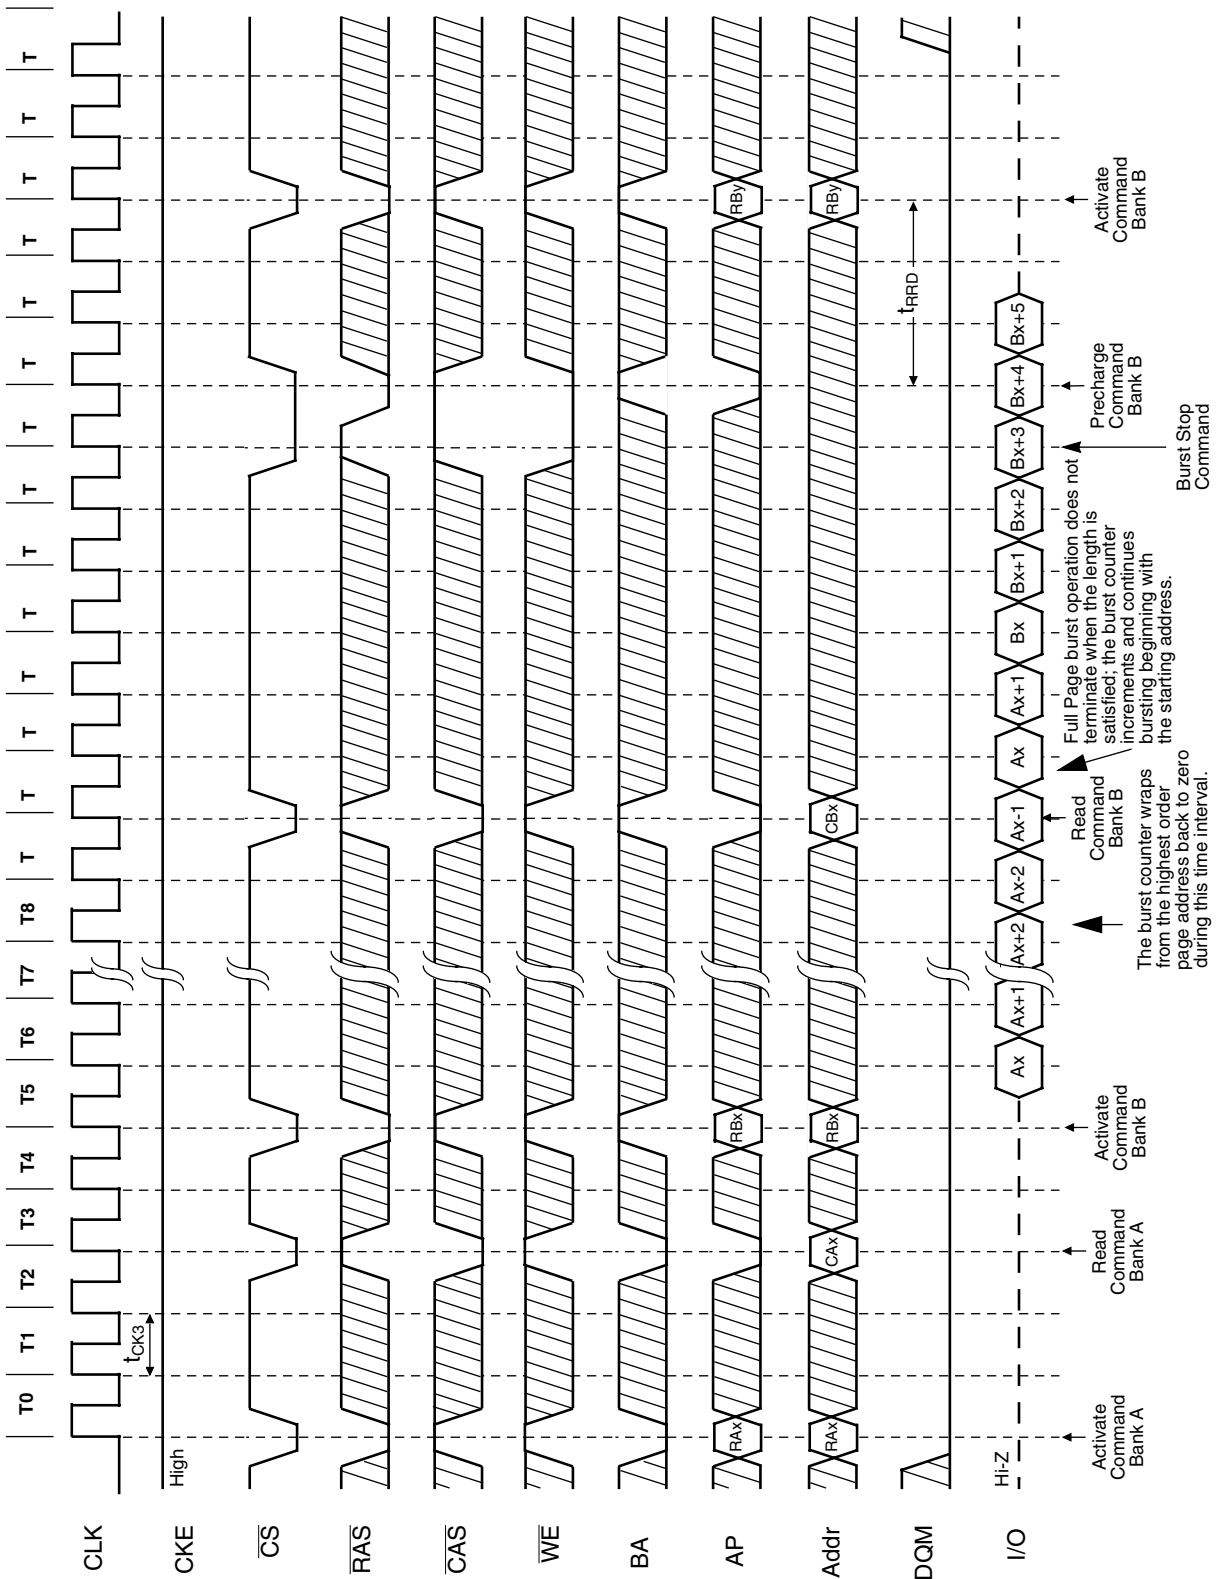 T0 T1 T2 T3 T4 T5 T6 T7 T8 T T T T T T T T T T T T T T
CLK
t CK3
CKE
High
CS
RAS
CAS
WE
BA
AP
RAx RBx RBy
Addr
RAx CAx RBx CBx RBy
DQM
t RRD
I/O
Hi-Z
Ax Ax+1 Ax+2 Ax-2 Ax-1 Ax Ax+1 Bx Bx+1 Bx+2 Bx+3 Bx+4 Bx+5
Activate
Command
Bank A
Read
Command
Bank A
Activate
Command
Bank B
The burst counter wraps
from the highest order
page address back to zero
during this time interval.
Read
Command
Bank B
Full Page burst operation does not
terminate when the length is
satisfied; the burst counter
increments and continues
bursting beginning with
the starting address.
Burst Stop
Command
Precharge
Command
Bank B
Activate
Command
Bank B